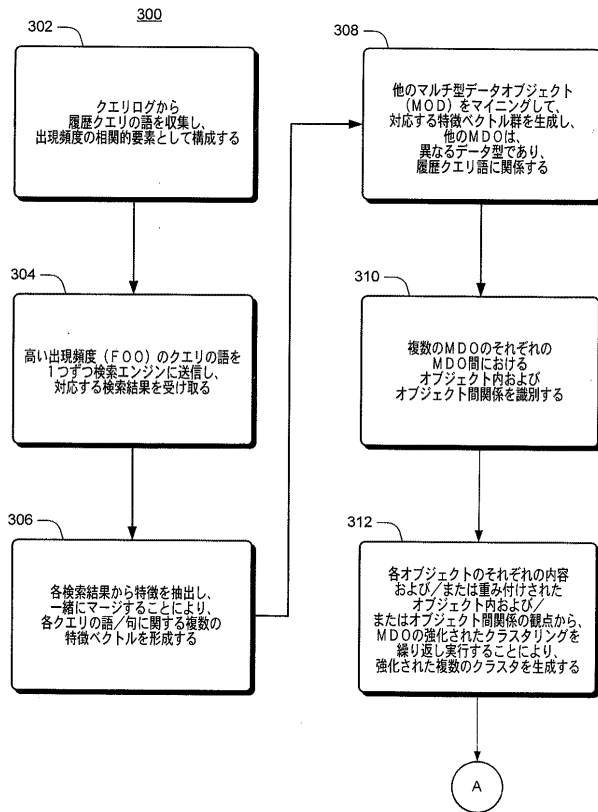 300
302
クエリログから
履歴クエリの語を収集し、
出現頻度の相関的要素として構成する
304
高い出現頻度（FOO）のクエリの語を
1つずつ検索エンジンに送信し、
対応する検索結果を受け取る
306
各検索結果から特徴を抽出し、
一緒にマージすることにより、
各クエリの語／句に関する複数の
特徴ベクトルを形成する
308
他のマルチ型データオブジェクト
（MOD）をマイニングして、
対応する特徴ベクトル群を生成し、
他のMDOは、
異なるデータ型であり、
履歴クエリ語に関係する
310
複数のMDOのそれぞれの
MDO間における
オブジェクト内および
オブジェクト間関係を識別する
312
各オブジェクトのそれぞれの内容
および／または重み付けされた
オブジェクト内および／
またはオブジェクト間関係の観点から、
MDOの強化されたクラスタリングを
繰り返し実行することにより、
強化された複数のクラスタを生成する
A